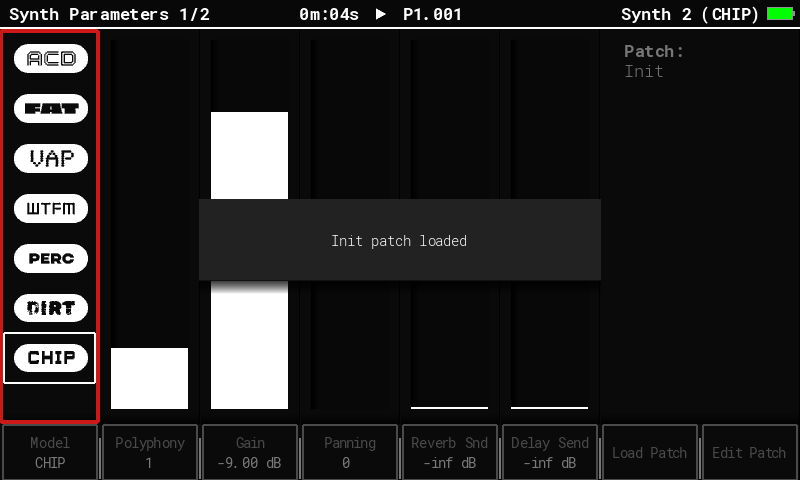 Synth Parameters 1/2 0m:04s P1.001 Synth 2 (CHIP)
ACD
FAT
VAP
WTFM
PERC
DIRT
CHIP
Patch:
Init
Init patch loaded
Model
CHIP
Polyphony
1
Gain
-9.00 dB
Panning
0
Reverb Snd
-inf dB
Delay Send
-inf dB
Load Patch
Edit Patch